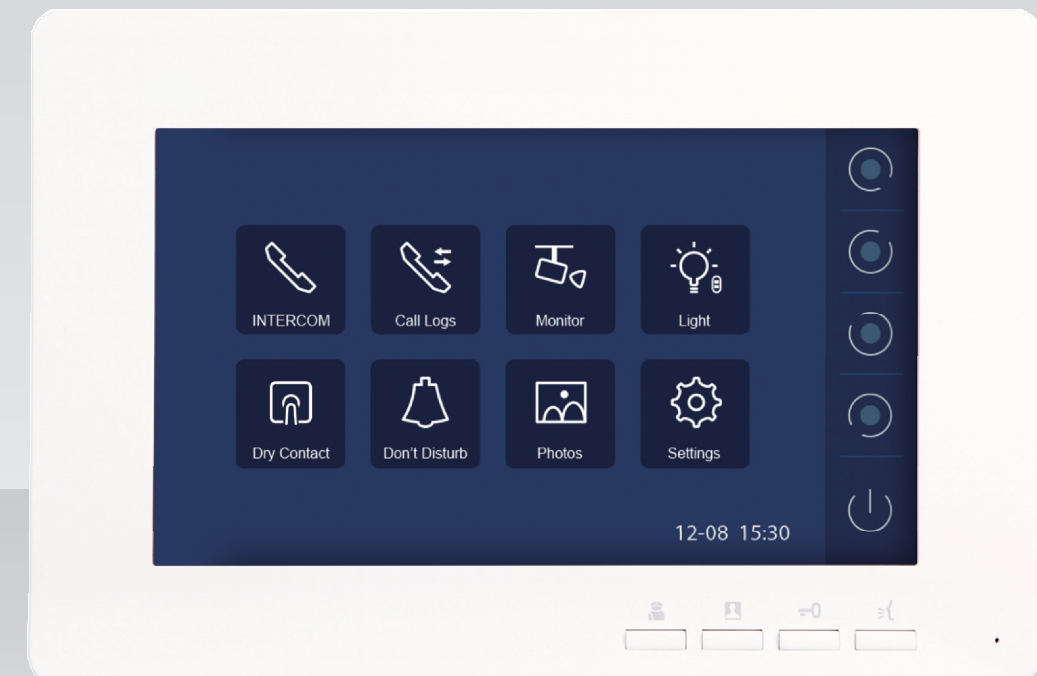 INTERCOM
Call Logs
Monitor
Light
Dry Contact
Don't Disturb
Photos
Settings
12-08 15:30